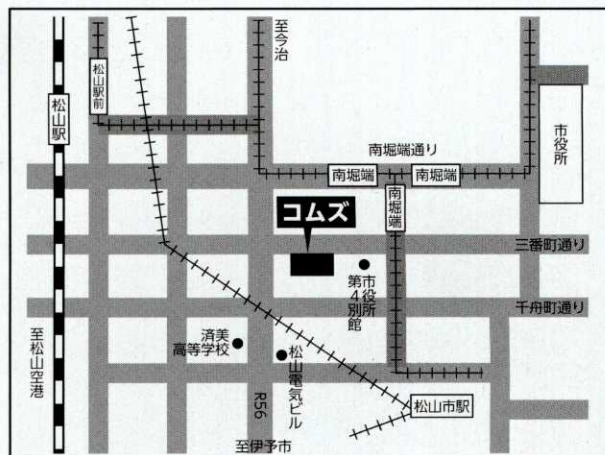 至今治
松山駅前
松山駅
南堀端通り
市役所
南堀端
南堀端
南堀端
コムズ
三番町通り
市役所
第4別館
千舟町通り
済美
高等学校
松山電気ビル
至松山空港
R56
松山市駅
至伊予市